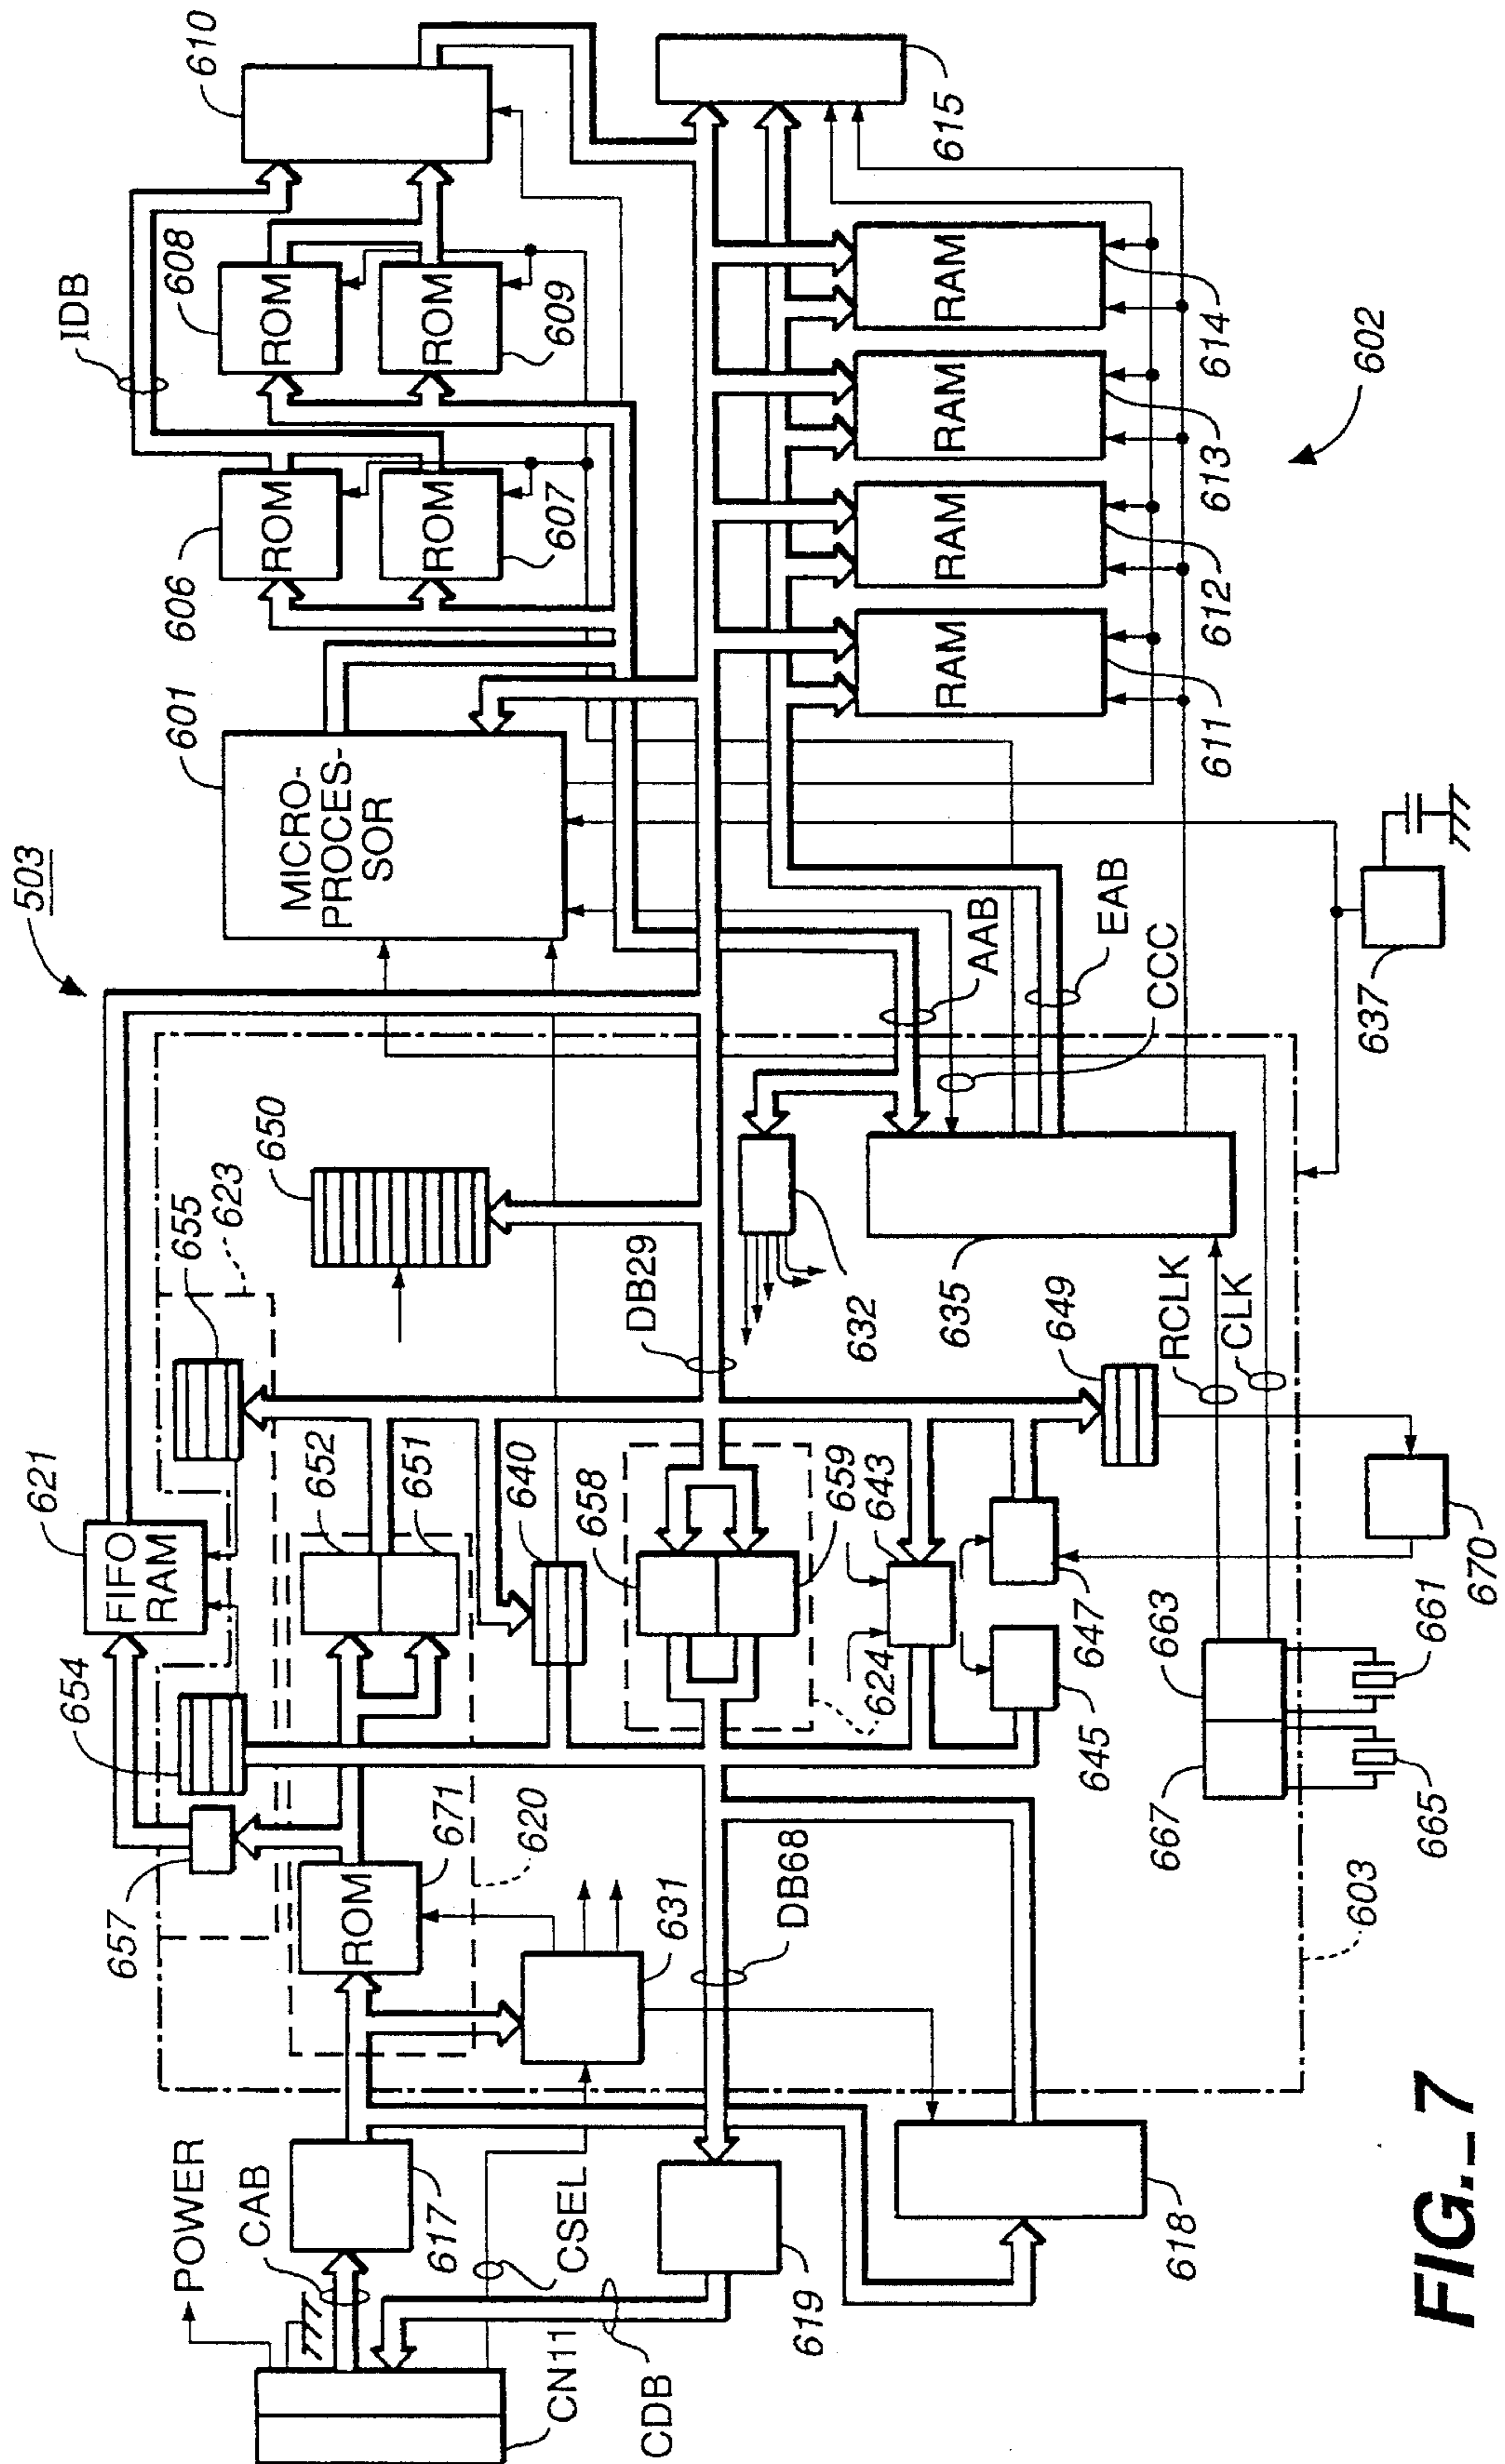 503
610
IDB
608
606
601
MICRO-
PROCES-
SOR
ROM
ROM
ROM
ROM
609
607
615
621
FIFO
RAM
655
623
650
654
652
651
640
657
ROM
671
620
631
658
659
643
624
DB29
DB68
632
635
AAB
EAB
CCC
RAM
RAM
RAM
RAM
611
612
613
614
602
649
647
645
RCLK
CLK
637
670
663
667
661
665
603
POWER
CAB
617
CSEL
CN11
CDB
619
618
FIG._7